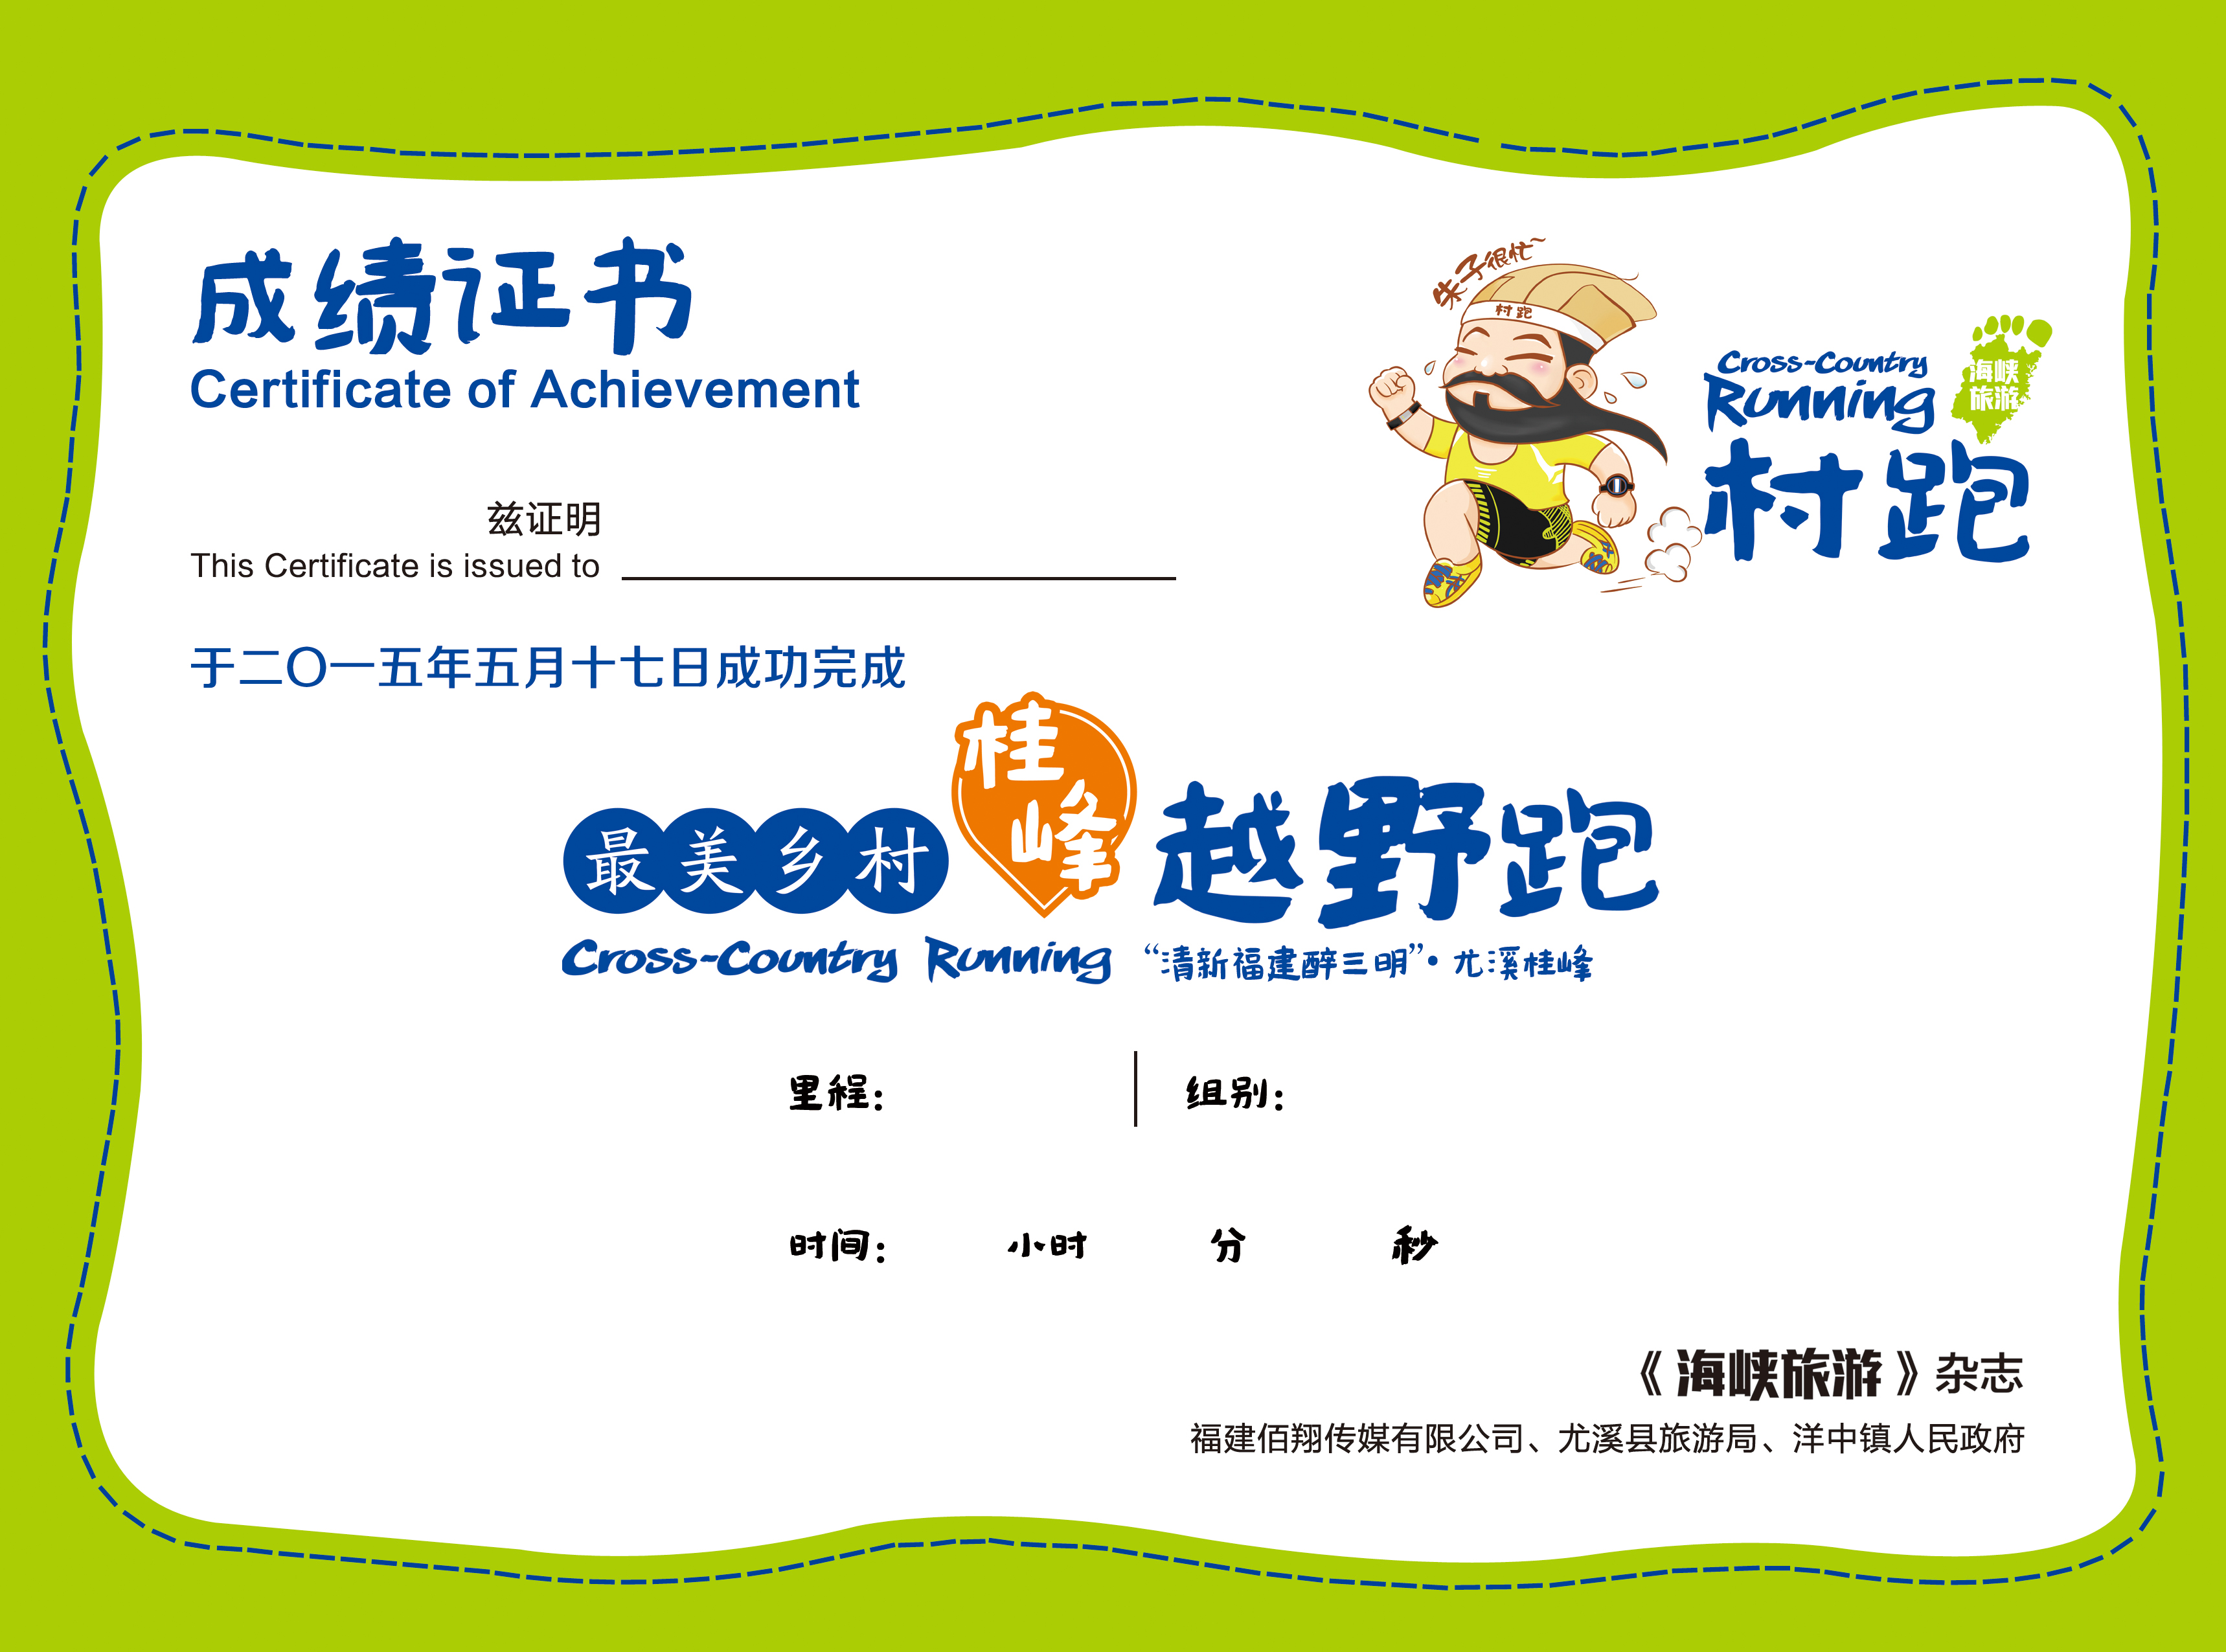 成绩证书
Certificate of Achievement
朱子很忙~
村跑
Cross-Country
Running
海峡
旅游
村跑
兹证明
This Certificate is issued to
于二〇一五年五月十七日成功完成
最美乡村 桂峰 越野跑
Cross-Country Running “清新福建醉三明”·尤溪桂峰
里程： 组别：
时间： 小时 分 秒
《海峡旅游》杂志
福建佰翔传媒有限公司、尤溪县旅游局、洋中镇人民政府